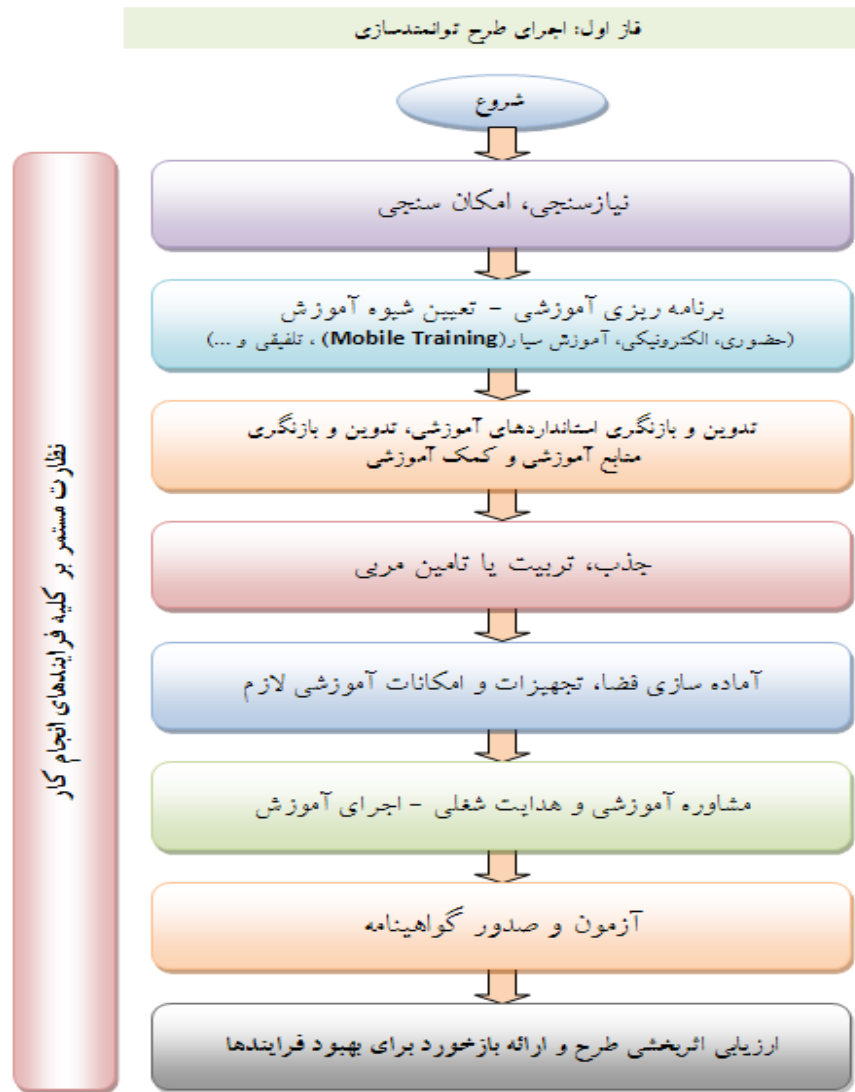 فاز اول: اجرای طرح توانمندسازی
شروع
نیازسنجی، امکان سنجی
برنامه ریزی آموزشی – تعیین شیوه آموزش
(حضوری، الکترونیکی، آموزش سیار(Mobile Training) ، تلفیقی و ...)
تدوین و بازنگری استانداردهای آموزشی، تدوین و بازنگری
منابع آموزشی و کمک آموزشی
جذب، تربیت یا تامین مربی
آماده سازی فضا، تجهیزات و امکانات آموزشی لازم
مشاوره آموزشی و هدایت شغلی – اجرای آموزش
آزمون و صدور گواهینامه
ارزیابی اثربخشی طرح و ارائه بازخورد برای بهبود فرایندها
نظارت مستمر بر کلیه فرایندهای انجام کار